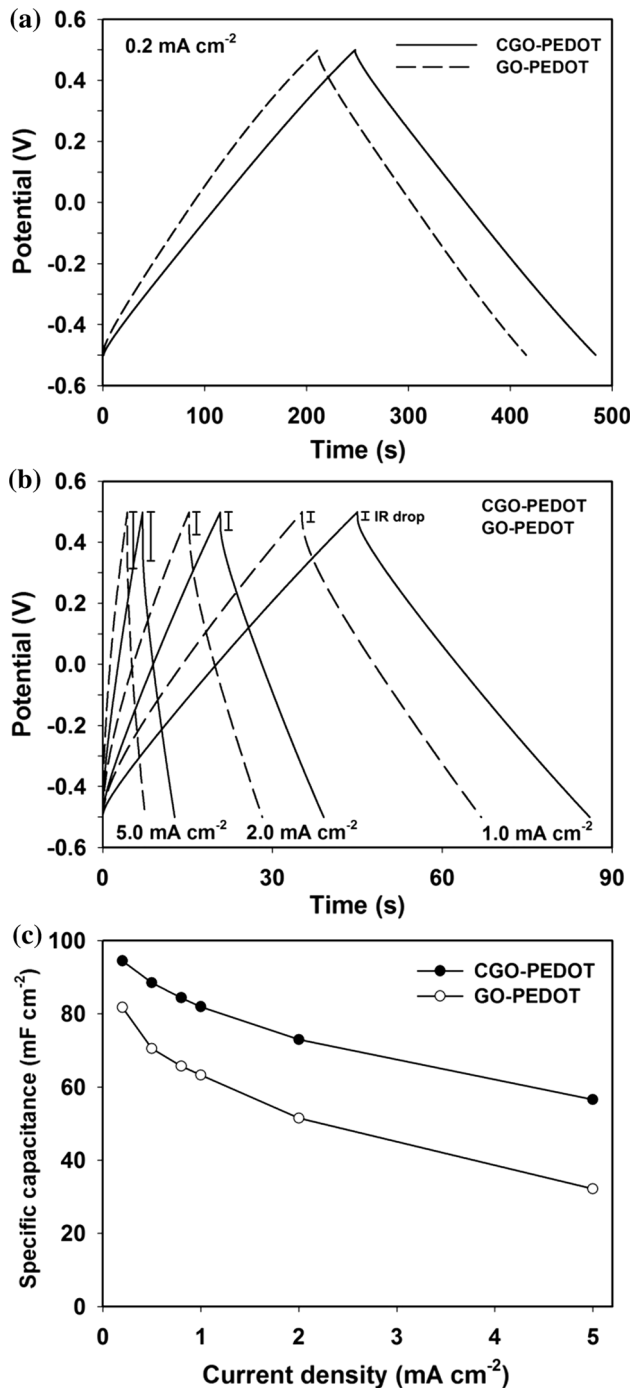 (a)
0.2 mA cm-2
CGO-PEDOT
GO-PEDOT
0.6
0.4
0.2
0.0
-0.2
-0.4
-0.6
Potential (V)
0 100 200 300 400 500
Time (s)
(b)
CGO-PEDOT
GO-PEDOT
IR drop
0.6
0.4
0.2
0.0
-0.2
-0.4
-0.6
Potential (V)
5.0 mA cm-2 2.0 mA cm-2 1.0 mA cm-2
0 30 60 90
Time (s)
(c)
CGO-PEDOT
GO-PEDOT
100
80
60
40
20
0
Specific capacitance (mF cm-2)
0 1 2 3 4 5
Current density (mA cm-2)